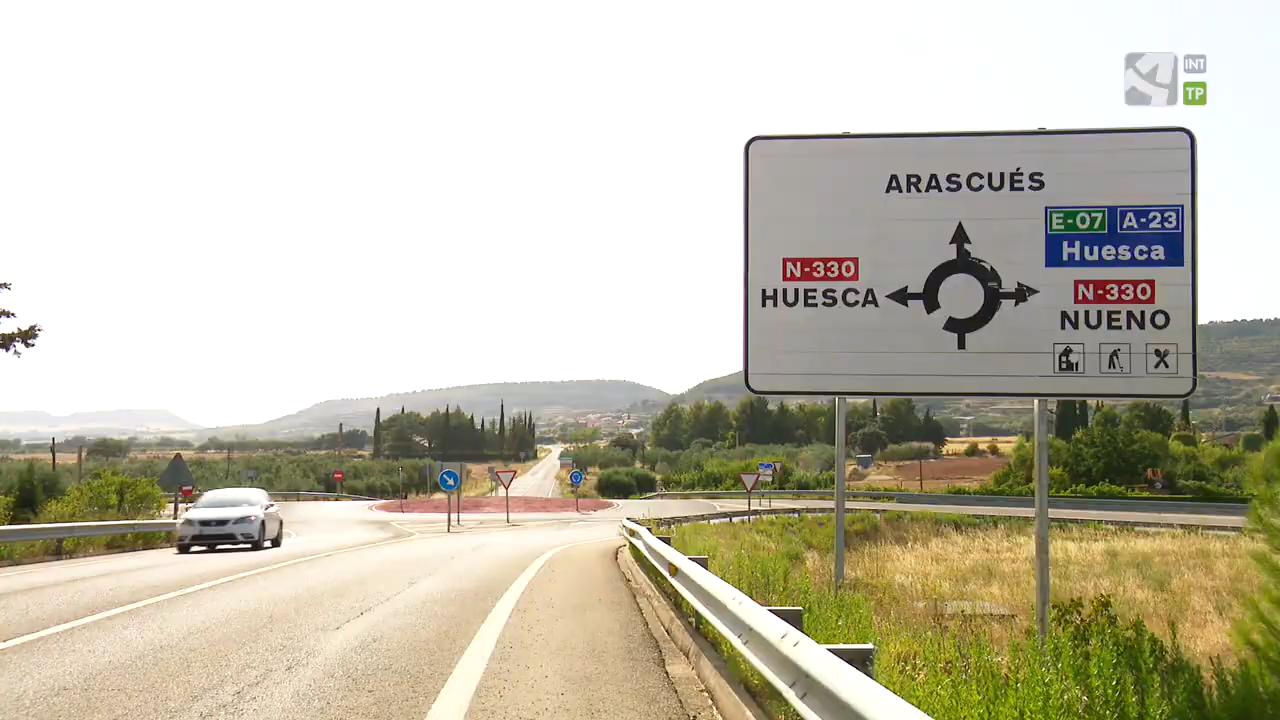 INT
TP
ARASCUÉS
E-07 A-23
Huesca
N-330
HUESCA
N-330
NUENO